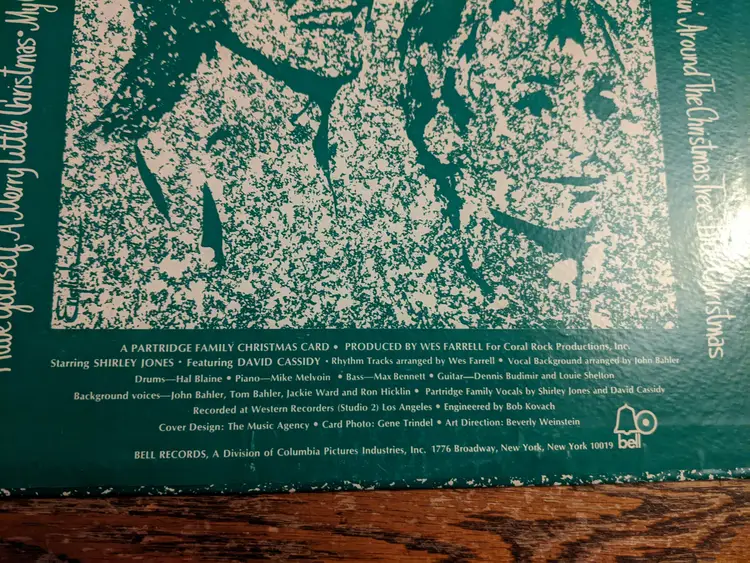 Have Yourself A Merry Little Christmas • My
Around The Christmas Tree
Christmas
A PARTRIDGE FAMILY CHRISTMAS CARD • PRODUCED BY WES FARRELL For Coral Rock Productions, Inc.
Starring SHIRLEY JONES • Featuring DAVID CASSIDY • Rhythm Tracks arranged by Wes Farrell • Vocal Background arranged by John Bahler
Drums—Hal Blaine • Piano—Mike Melvoin • Bass—Max Bennett • Guitar—Dennis Budimir and Louie Shelton
Background voices—John Bahler, Tom Bahler, Jackie Ward and Ron Hicklin • Partridge Family Vocals by Shirley Jones and David Cassidy
Recorded at Western Recorders (Studio 2) Los Angeles • Engineered by Bob Kovach
Cover Design: The Music Agency • Card Photo: Gene Trindel • Art Direction: Beverly Weinstein
BELL RECORDS, A Division of Columbia Pictures Industries, Inc. 1776 Broadway, New York, New York 10019
bell